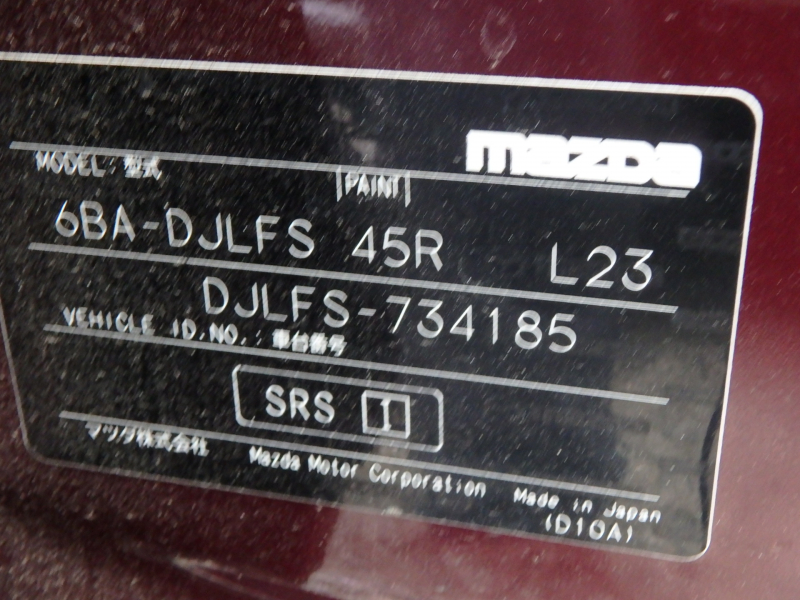 mazda
MODEL : 型式 PAINT
6BA-DJLFS 45R L23
DJLFS-734185
VEHICLE ID.NO. : 車台番号
SRS 1
マツダ株式会社 Mazda Motor Corporation Made in Japan
(D10A)